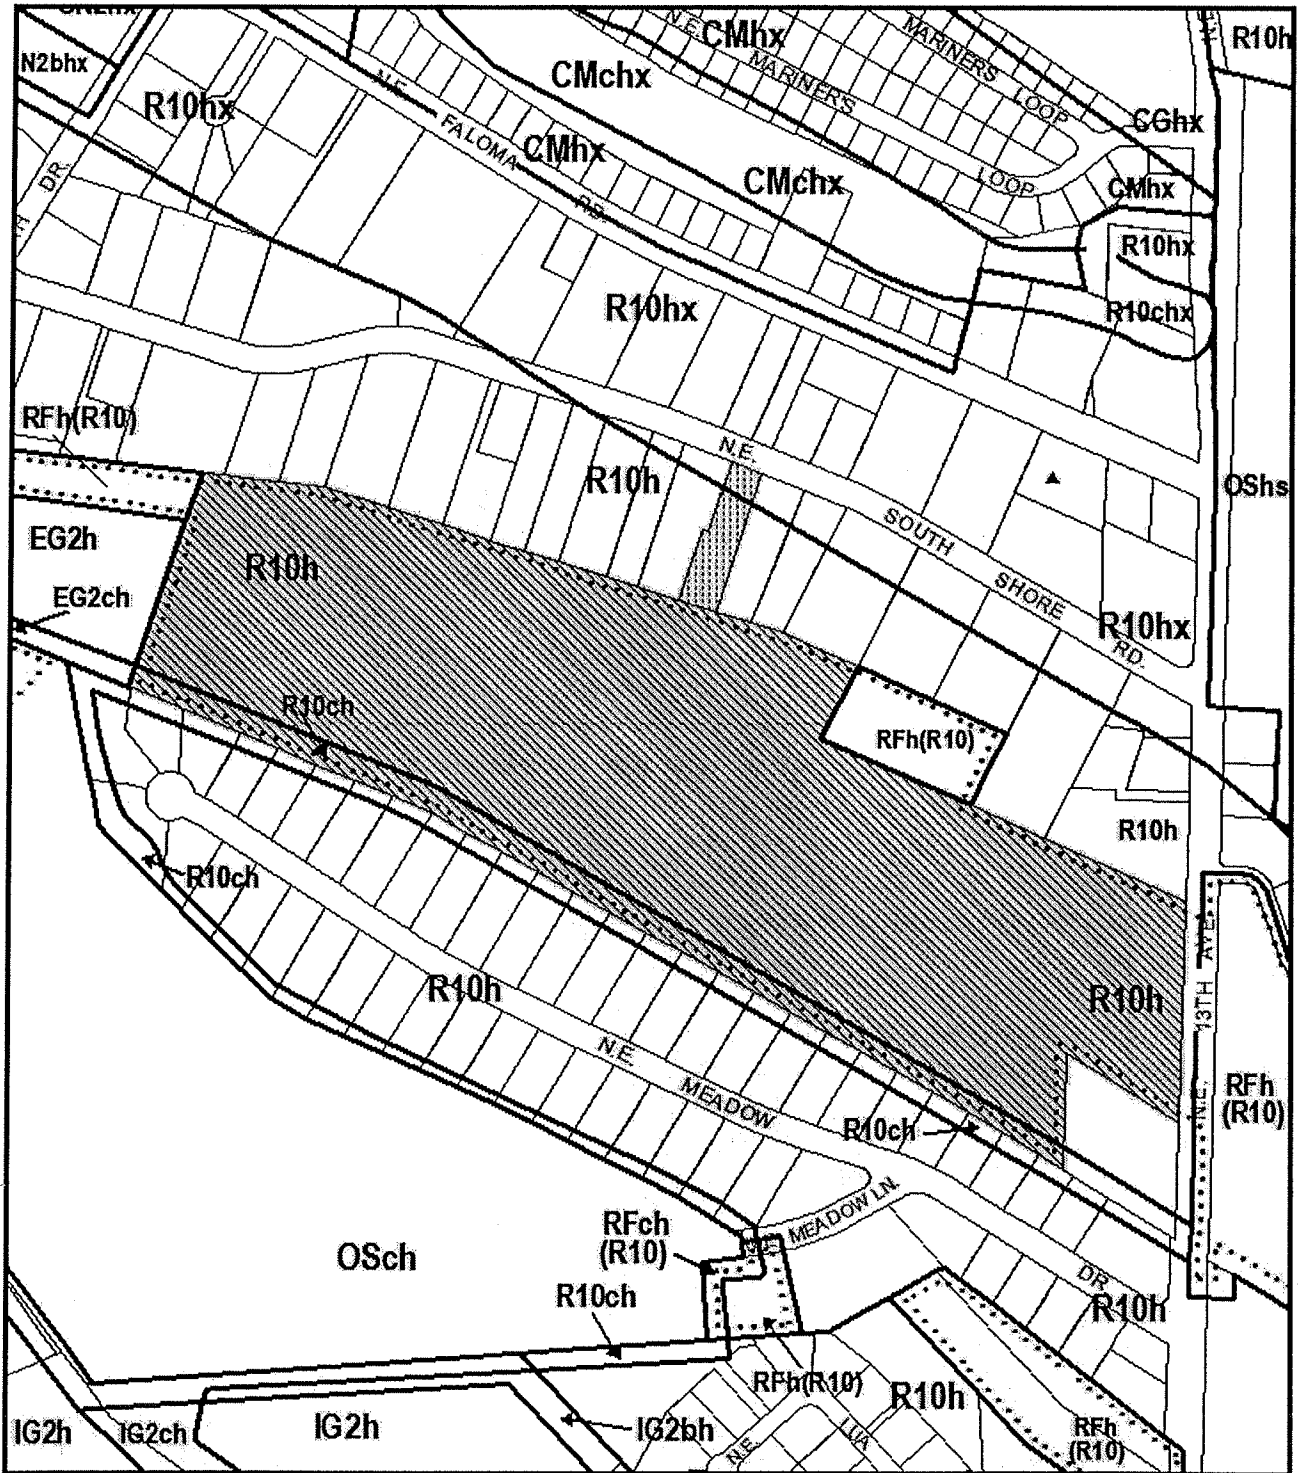 N.E.
CMhx
MARINERS
R10h
N2bhx
CMchx
MARINERS
LOOP
N.E.
R10hx
CGhx
FALOMA
CMhx
RD.
CMchx
LOOP
CMhx
DR.
R10hx
R10hx
R10chx
RFh(R10)
N.E.
R10h
OShs
SOUTH
EG2h
R10h
SHORE
EG2ch
R10hx
RD.
R10ch
RFh(R10)
R10h
R10ch
13TH AVE.
N.E.
R10h
R10h
N.E.
MEADOW
RFh
(R10)
R10ch
MEADOW LN.
RFch
(R10)
OSch
DR.
R10ch
R10h
RFh(R10)
R10h
IG2h
IG2ch
IG2h
IG2bh
N.E.
LUA
RFh
(R10)